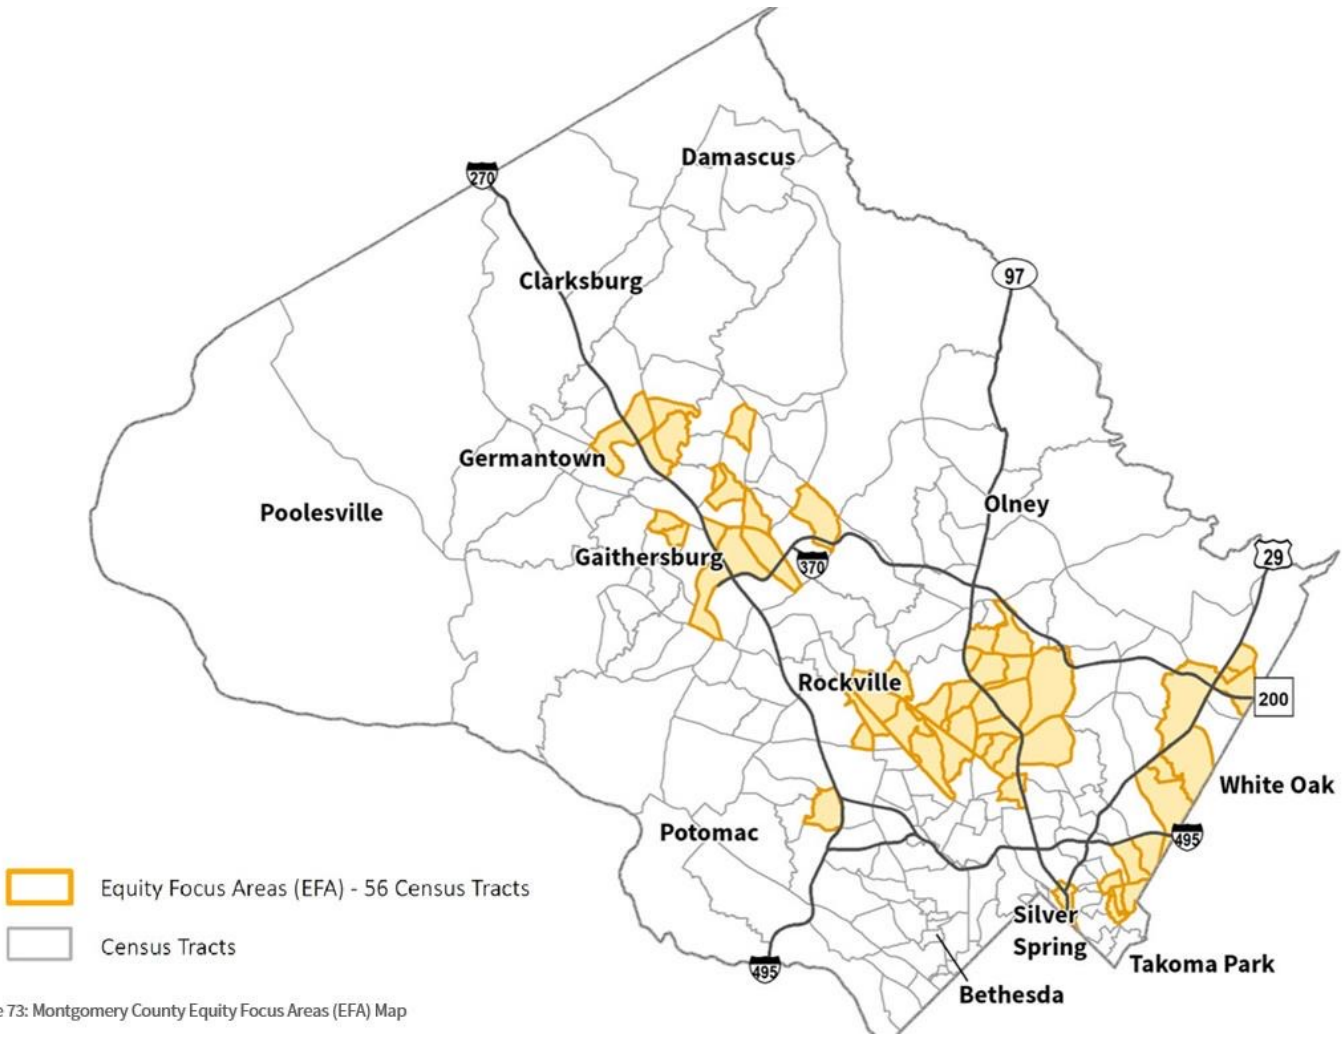 Damascus
270
Clarksburg
97
Germantown
Poolesville
Olney
Gaithersburg
370
29
Rockville
200
White Oak
Potomac
495
Equity Focus Areas (EFA) - 56 Census Tracts
Silver
Spring
Census Tracts
Takoma Park
495
Bethesda
73: Montgomery County Equity Focus Areas (EFA) Map